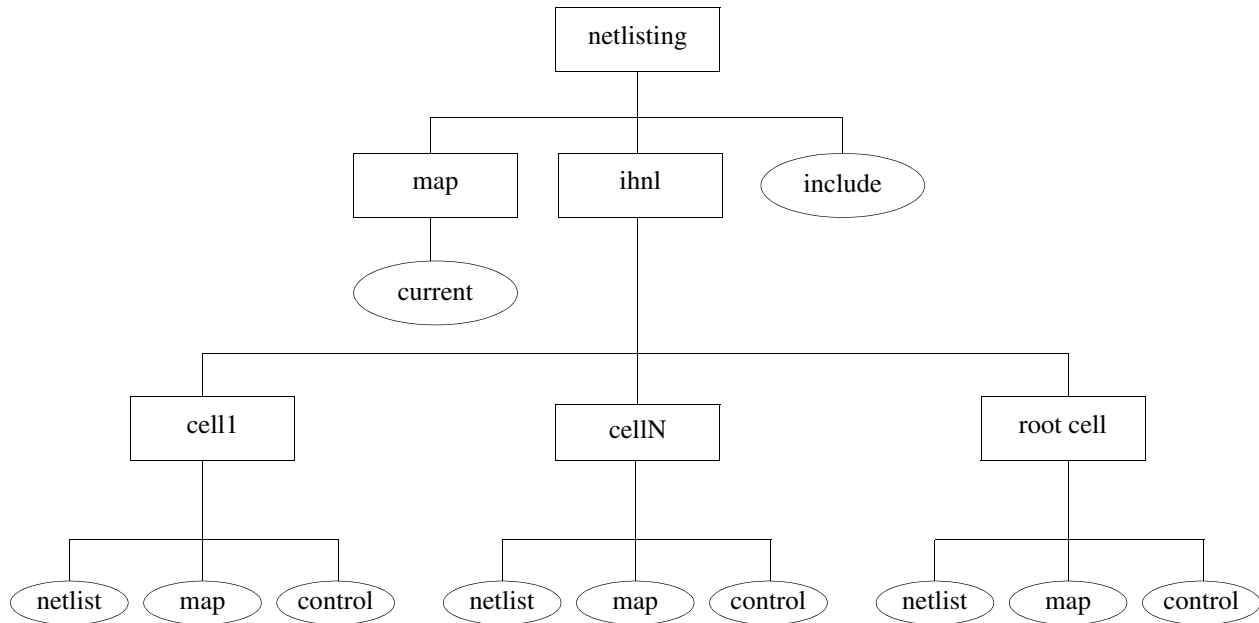 netlisting
map
ihnl
include
current
cell1
cellN
root cell
netlist
map
control
netlist
map
control
netlist
map
control